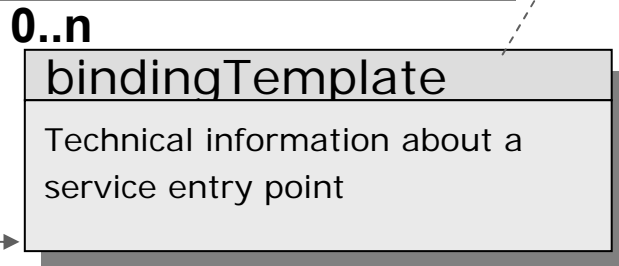 0..n
bindingTemplate
Technical information about a
service entry point